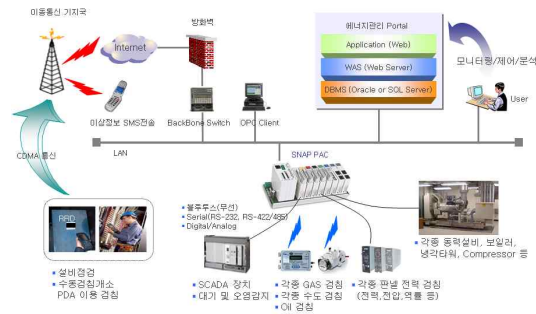 이동통신 기지국
방화벽
Internet
에너지관리 Portal
Application (Web)
WAS (Web Server)
DBMS (Oracle or SQL Server)
모니터링/제어/분석
이상정보 SMS전송
BackBone Switch
OPC Client
User
CDMA 통신
LAN
SNAP PAC
블루투스(무선)
Serial(RS-232, RS-422/485)
Digital/Analog
각종 동력설비, 보일러,
냉각타워, Compressor 등
설비점검
수동검침개소
PDA 이용 검침
SCADA 장치
대기 및 오염감지
각종 GAS 검침
각종 수도 검침
Oil 검침
각종 판넬 전력 검침
(전력,전압,역률 등)